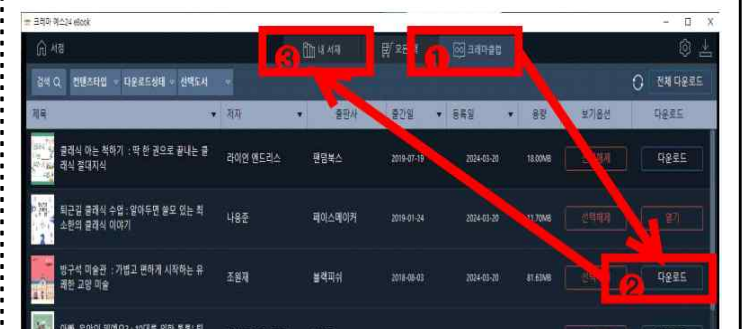 크레마 예스24 eBook
서점
③ 내 서재
①
크레마클럽
검색
컨텐츠타입
다운로드상태
선택도서
전체 다운로드
제목
저자
출판사
출간일
등록일
용량
보기옵션
다운로드
클래식 아는 척하기 : 딱 한 권으로 끝내는 클
래식 절대지식
라이언 앤드리스
팬덤북스
2019-07-19
2024-03-20
18.00MB
다운로드
퇴근길 클래식 수업 : 알아두면 쓸모 있는 최
소한의 클래식 이야기
나웅준
페이스메이커
2019-01-24
2024-03-20
11.70MB
선택해제
열기
방구석 미술관 : 가볍고 편하게 시작하는 유
쾌한 교양 미술
조원재
블랙피쉬
2018-08-03
2024-03-20
81.63MB
②
다운로드